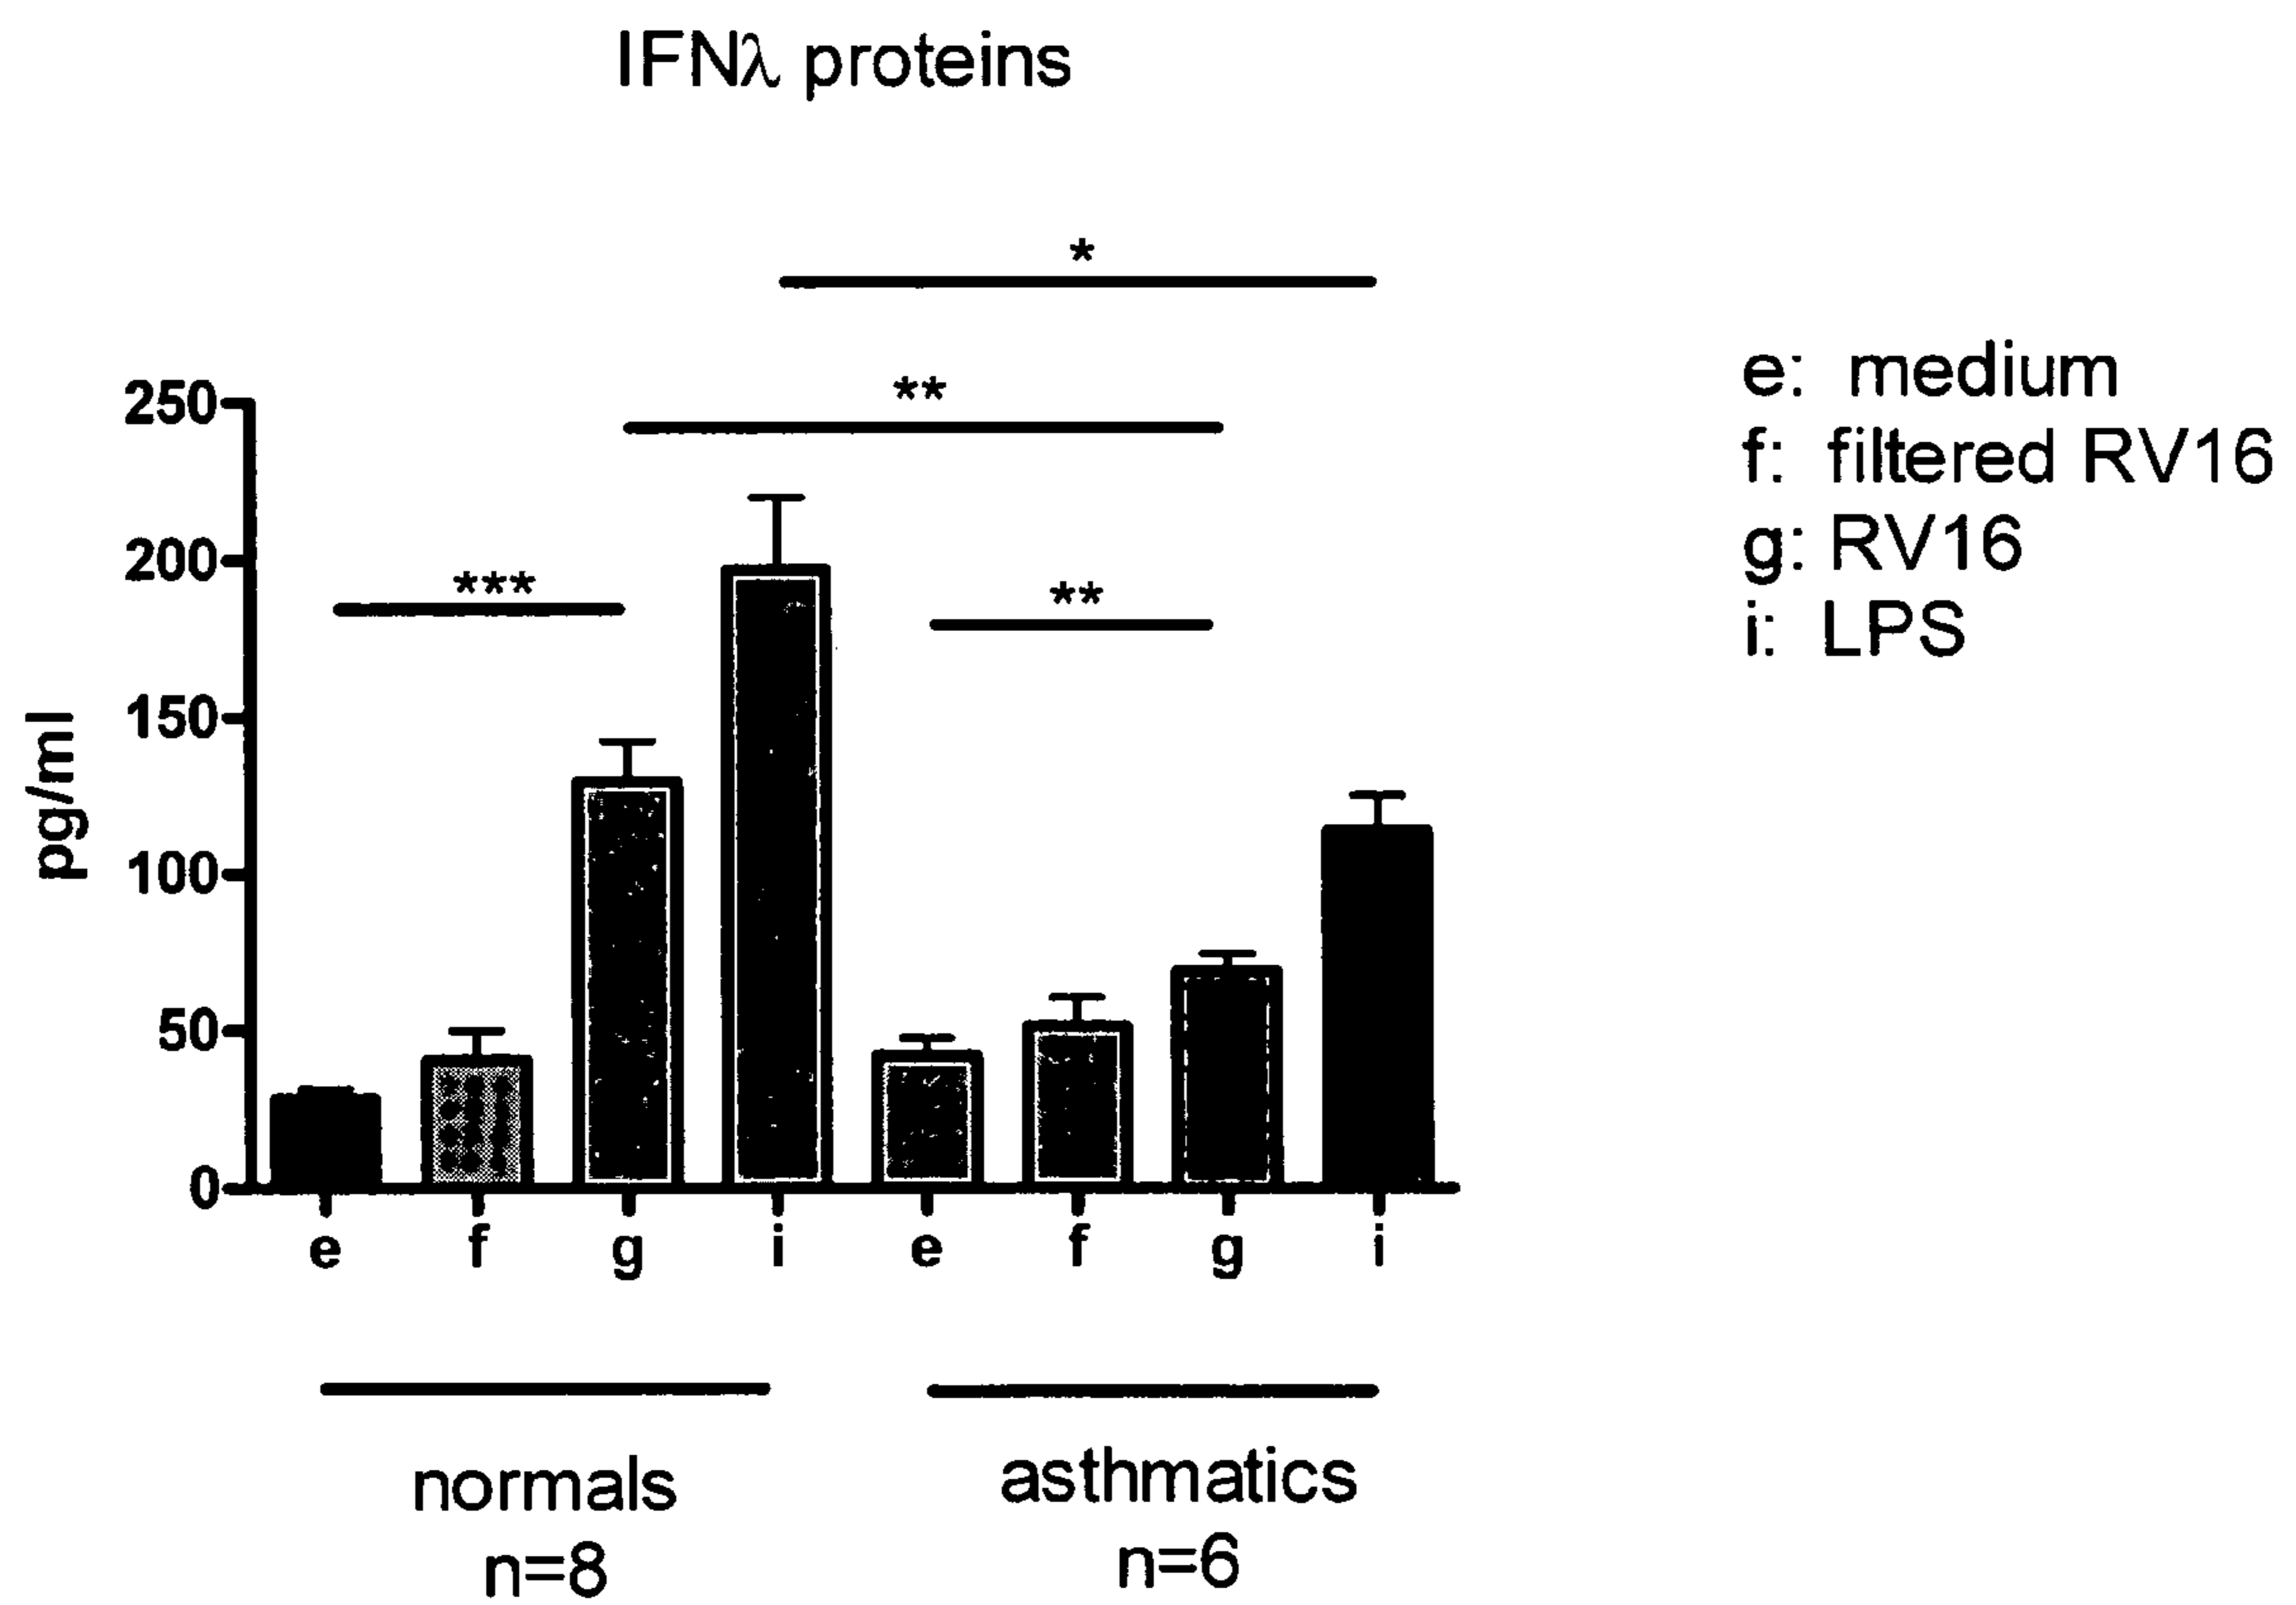 IFNλ proteins
*
**
***
**
250
200
150
100
50
0
pg/ml
e f g i e f g i
normals
n=8
asthmatics
n=6
e: medium
f: filtered RV16
g: RV16
i: LPS